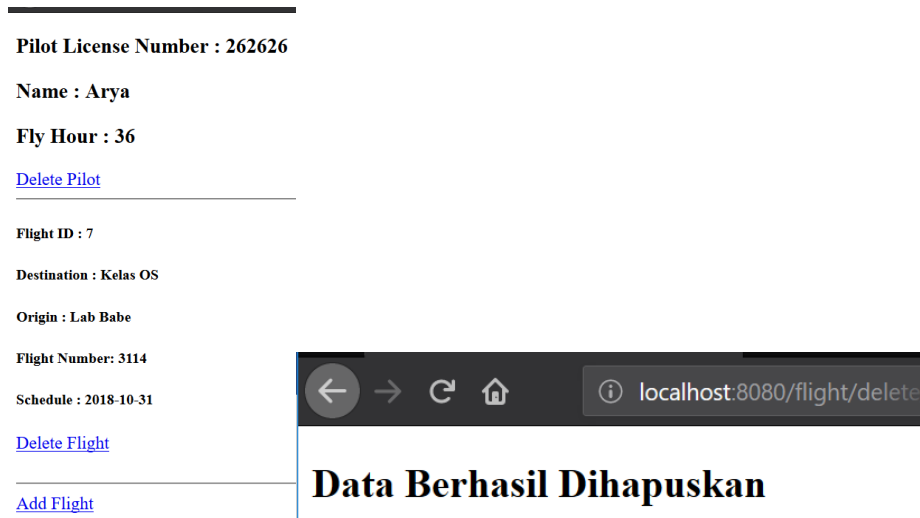 Pilot License Number : 262626
Name : Arya
Fly Hour : 36
Delete Pilot
Flight ID : 7
Destination : Kelas OS
Origin : Lab Babe
Flight Number: 3114
Schedule : 2018-10-31
Delete Flight
Add Flight
localhost:8080/flight/delete
Data Berhasil Dihapuskan